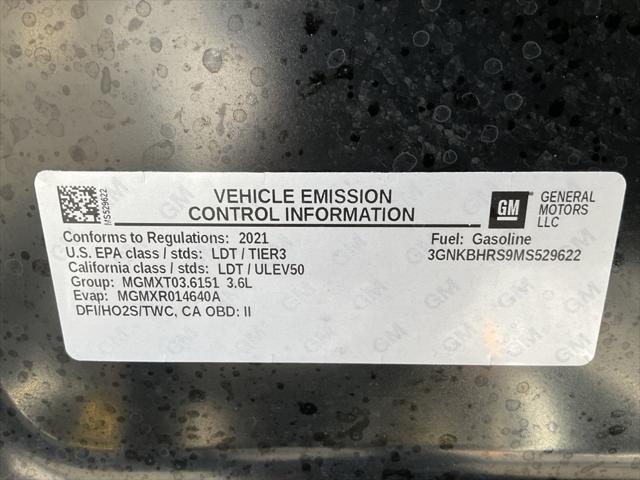 MS529622
VEHICLE EMISSION
CONTROL INFORMATION
GM
GENERAL
MOTORS
LLC
Conforms to Regulations: 2021
U.S. EPA class / stds: LDT / TIER3
California class / stds: LDT / ULEV50
Group: MGMXT03.6151 3.6L
Evap: MGMXR014640A
DFI/HO2S/TWC, CA OBD: II
Fuel: Gasoline
3GNKBHRS9MS529622